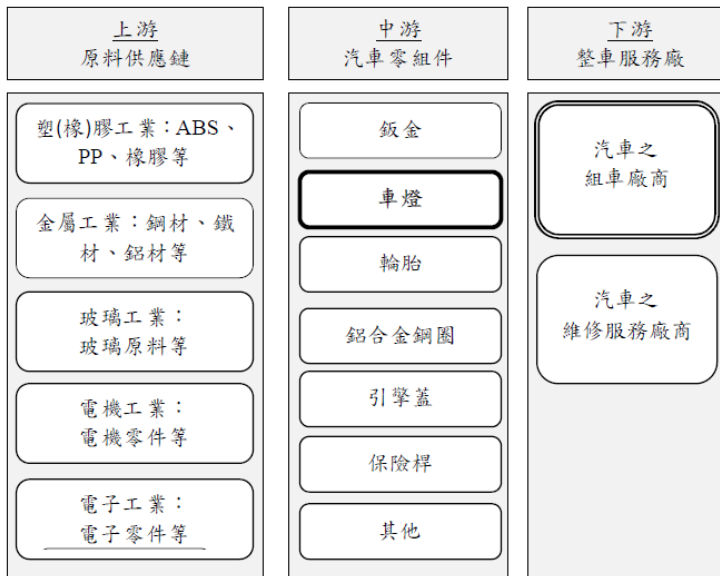 上游
原料供應鏈
塑(橡)膠工業：ABS、
PP、橡膠等
金屬工業：鋼材、鐵
材、鋁材等
玻璃工業：
玻璃原料等
電機工業：
電機零件等
電子工業：
電子零件等
中游
汽車零組件
鈑金
車燈
輪胎
鋁合金鋼圈
引擎蓋
保險桿
其他
下游
整車服務廠
汽車之
組車廠商
汽車之
維修服務廠商